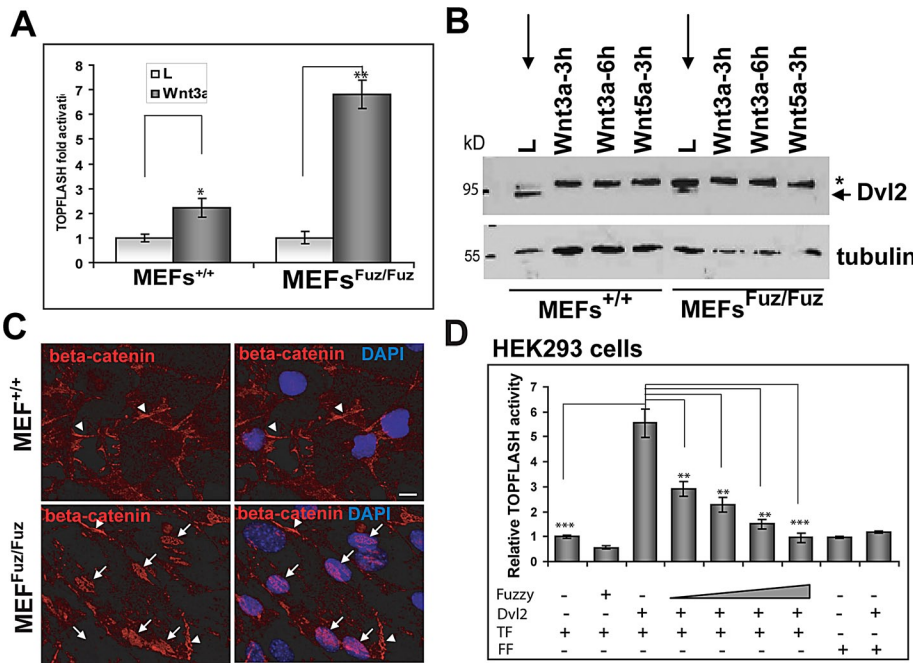 A
TOPFLASH fold activati
8
7
6
5
4
3
2
1
0
L
Wnt3a
*
**
MEFs+/+
MEFsFuz/Fuz
B
L
Wnt3a-3h
Wnt3a-6h
Wnt5a-3h
L
Wnt3a-3h
Wnt3a-6h
Wnt5a-3h
kD
95
*
Dvl2
55
tubulin
MEFs+/+
MEFsFuz/Fuz
C
MEF+/+
beta-catenin
beta-catenin DAPI
MEFFuz/Fuz
beta-catenin
beta-catenin DAPI
D HEK293 cells
Relative TOPFLASH activity
7
6
5
4
3
2
1
0
***
**
**
**
***
Fuzzy - + - - -
Dvl2 - - + + + + + - +
TF + + + + + + + - -
FF - - - - - - - + +